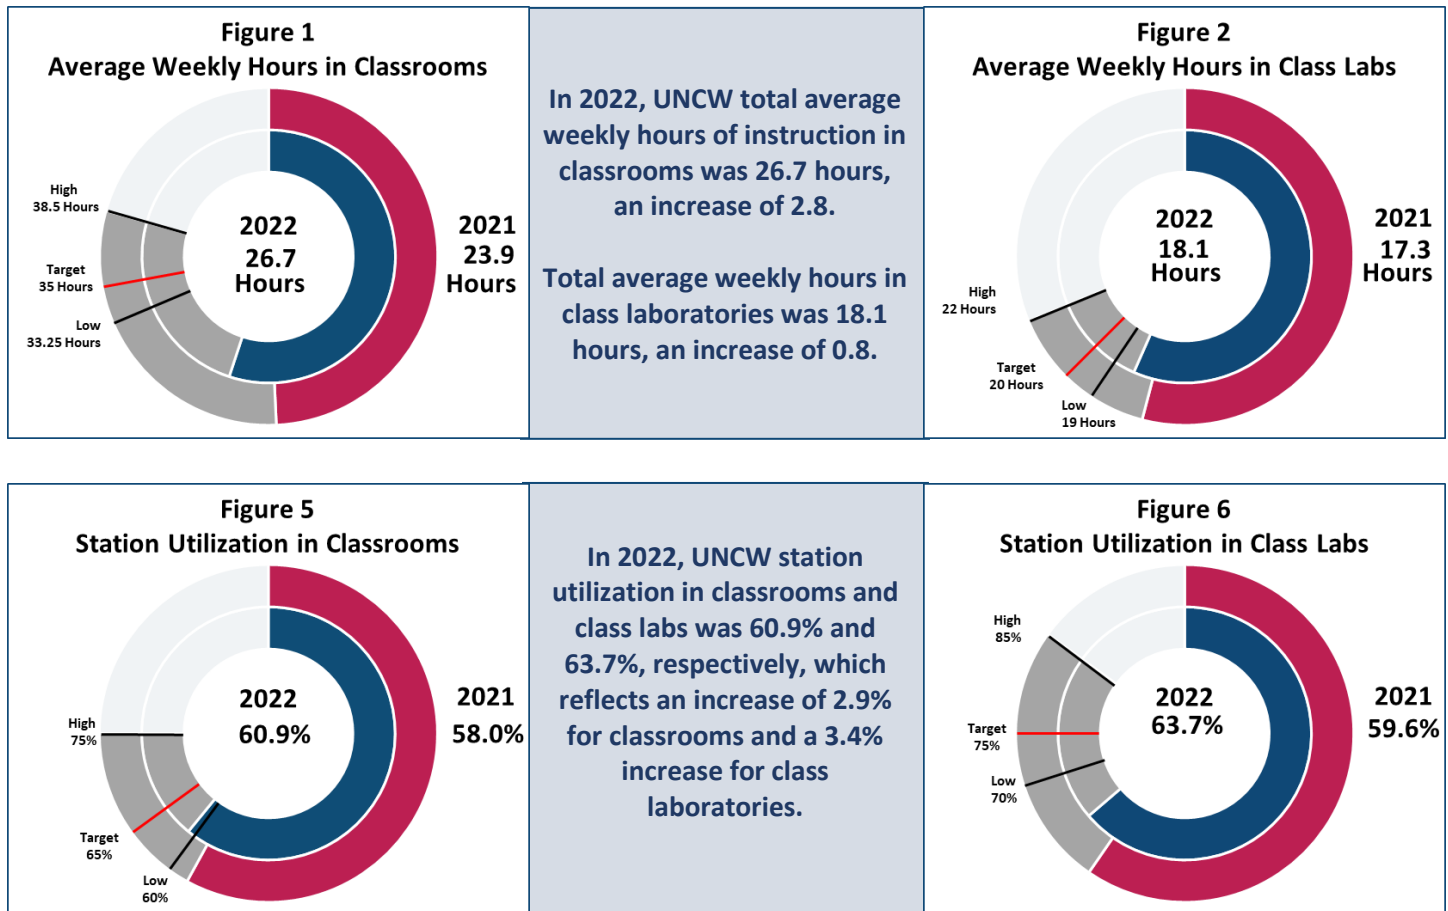 Figure 1
Average Weekly Hours in Classrooms
High
38.5 Hours
Target
35 Hours
Low
33.25 Hours
2022
26.7
Hours
2021
23.9
Hours
In 2022, UNCW total average
weekly hours of instruction in
classrooms was 26.7 hours,
an increase of 2.8.
Total average weekly hours in
class laboratories was 18.1
hours, an increase of 0.8.
Figure 2
Average Weekly Hours in Class Labs
High
22 Hours
Target
20 Hours
Low
19 Hours
2022
18.1
Hours
2021
17.3
Hours
Figure 5
Station Utilization in Classrooms
High
75%
Target
65%
Low
60%
2022
60.9%
2021
58.0%
In 2022, UNCW station
utilization in classrooms and
class labs was 60.9% and
63.7%, respectively, which
reflects an increase of 2.9%
for classrooms and a 3.4%
increase for class
laboratories.
Figure 6
Station Utilization in Class Labs
High
85%
Target
75%
Low
70%
2022
63.7%
2021
59.6%